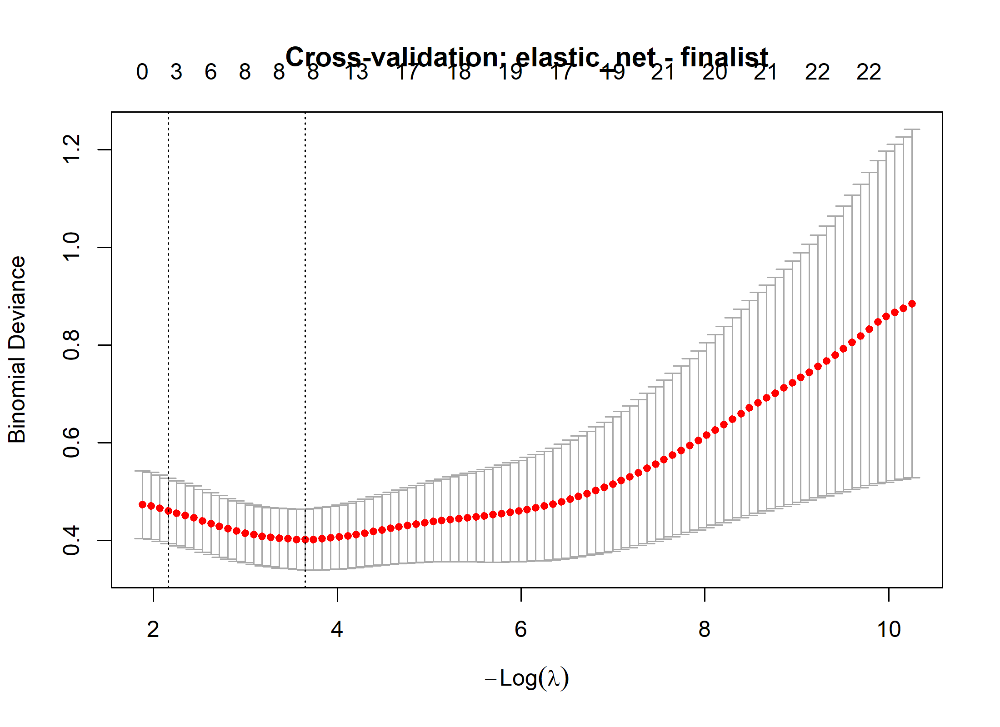 Cross-validation; elastic_net - finalist
0 3 6 8 8 8 13 17 18 19 17 19 21 20 21 22 22
1.2
1.0
0.8
0.6
0.4
Binomial Deviance
2 4 6 8 10
−Log(λ)